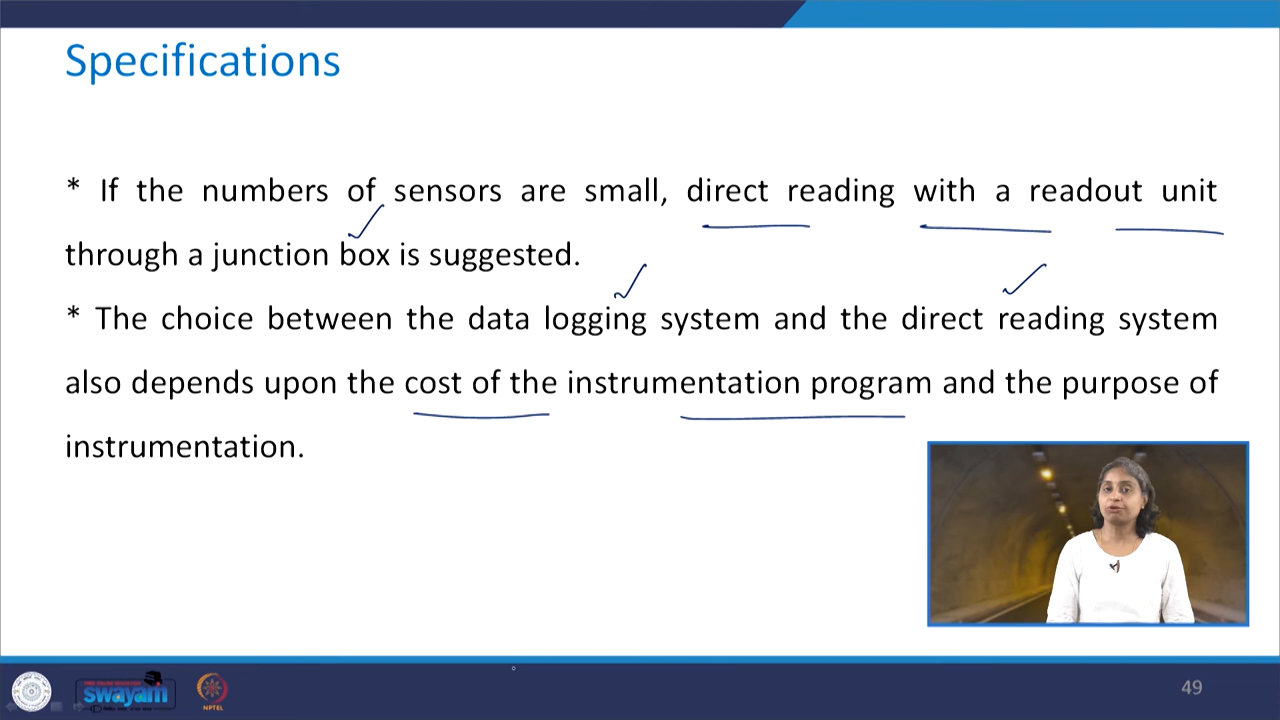 Specifications
* If the numbers of sensors are small, direct reading with a readout unit
through a junction box is suggested.
* The choice between the data logging system and the direct reading system
also depends upon the cost of the instrumentation program and the purpose of
instrumentation.
swayam
NPTEL
49